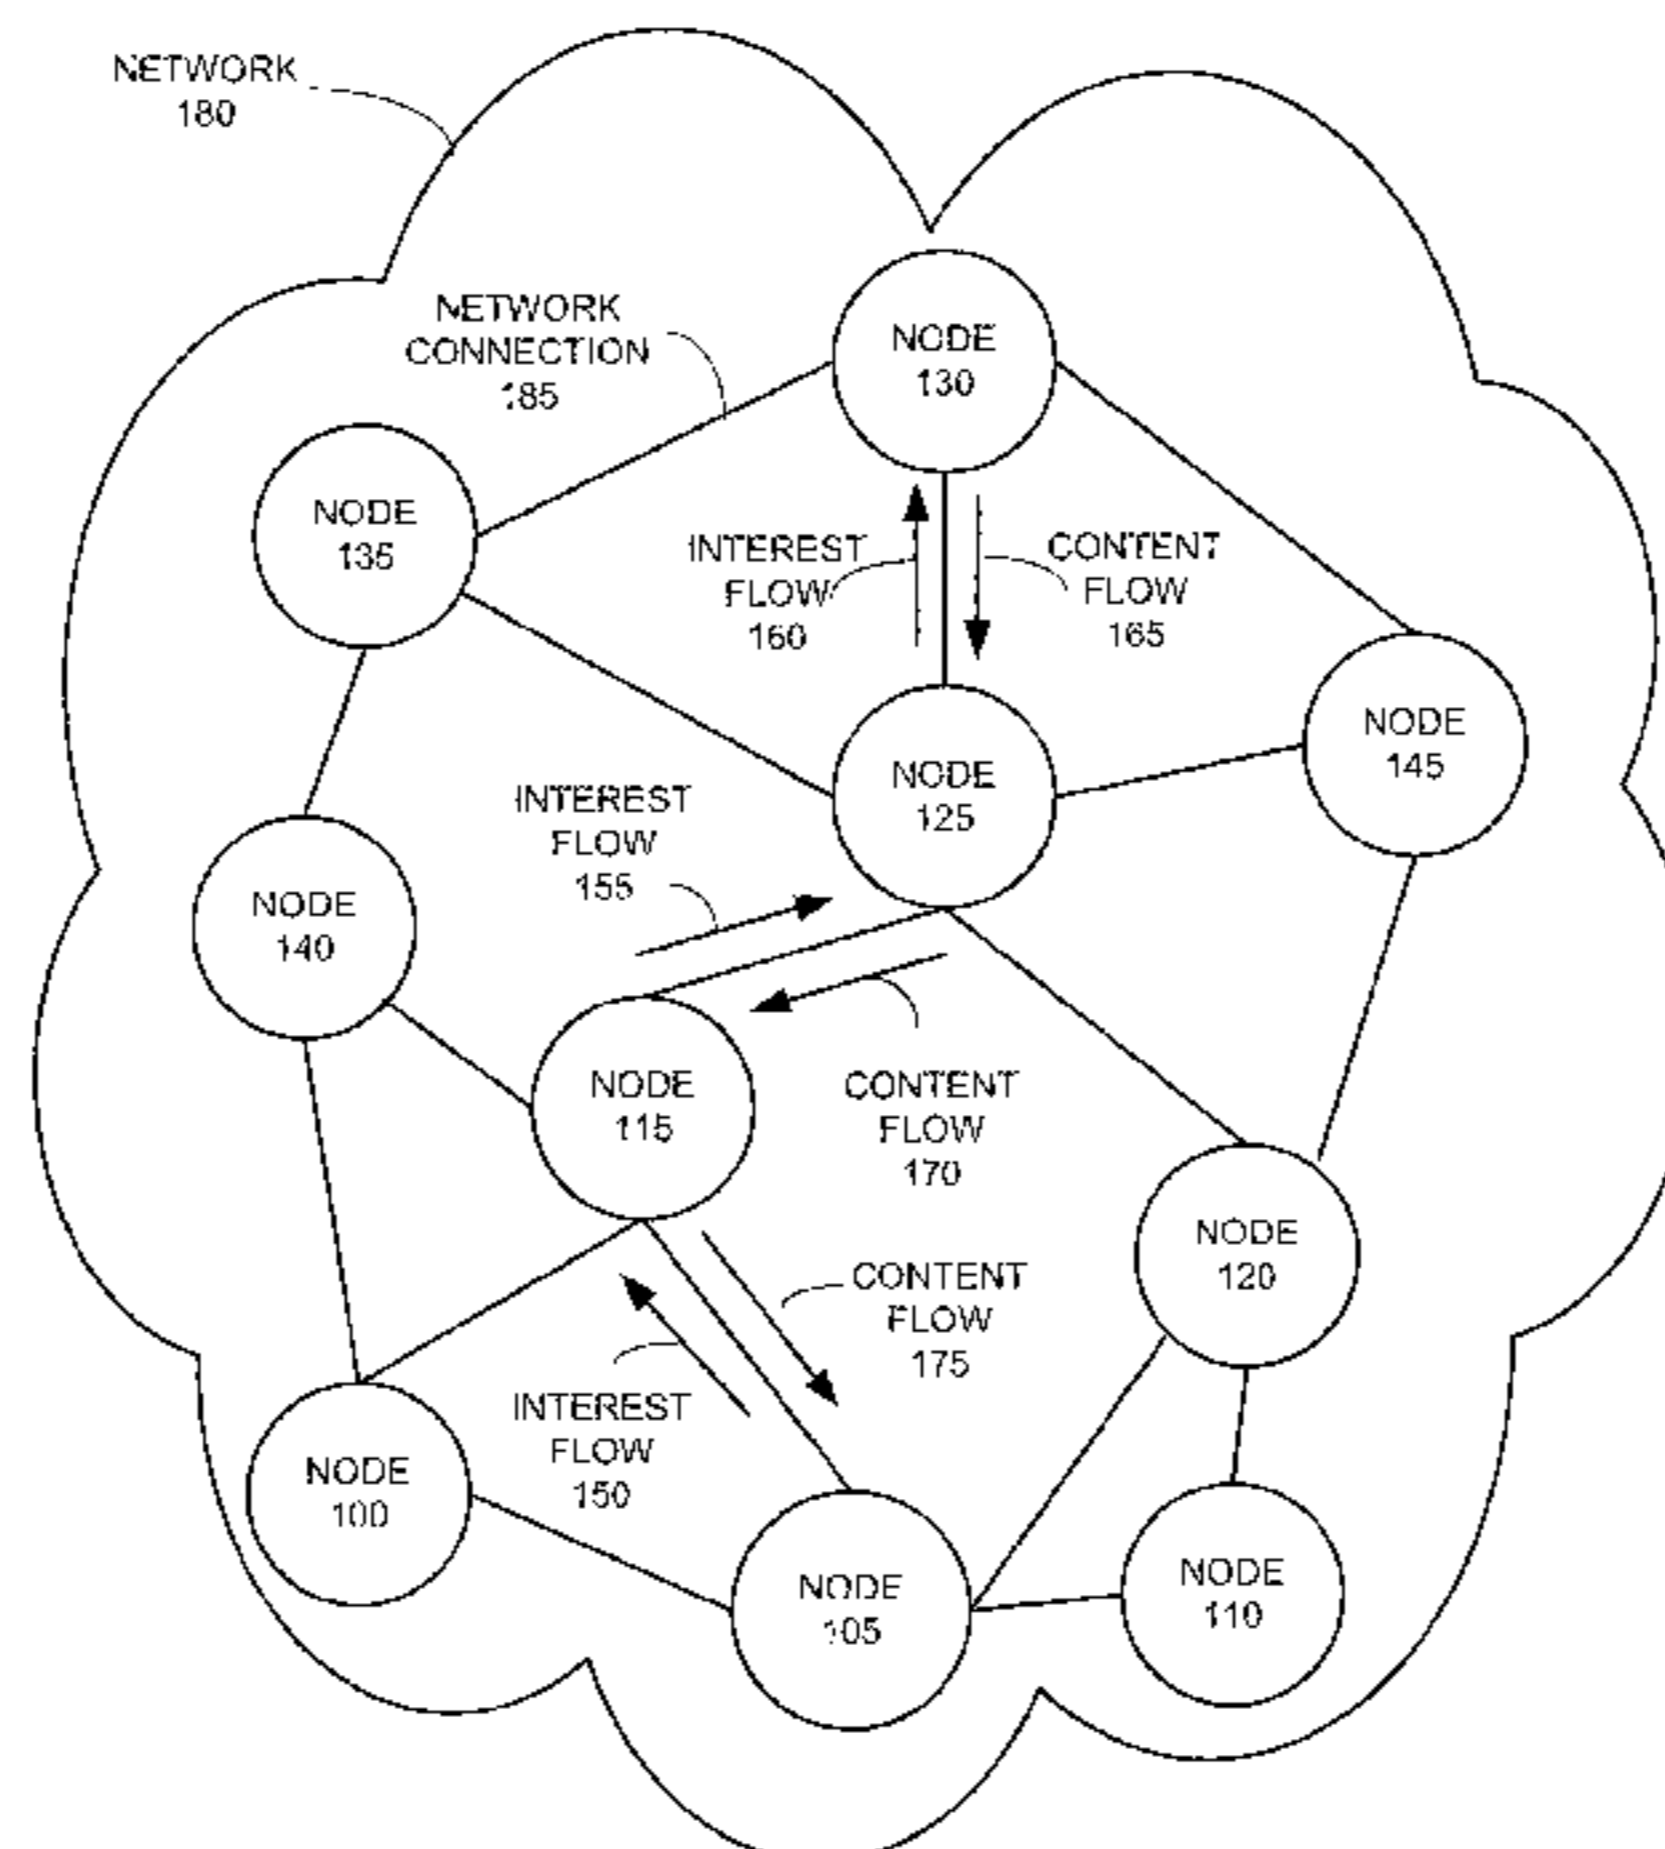 NETWORK
180
NETWORK
CONNECTION
185
NODE
130
NODE
135
INTEREST
FLOW
160
CONTENT
FLOW
165
NODE
145
NODE
125
INTEREST
FLOW
155
NODE
140
NODE
115
CONTENT
FLOW
170
NODE
120
CONTENT
FLOW
175
INTEREST
FLOW
150
NODE
100
NODE
105
NODE
110